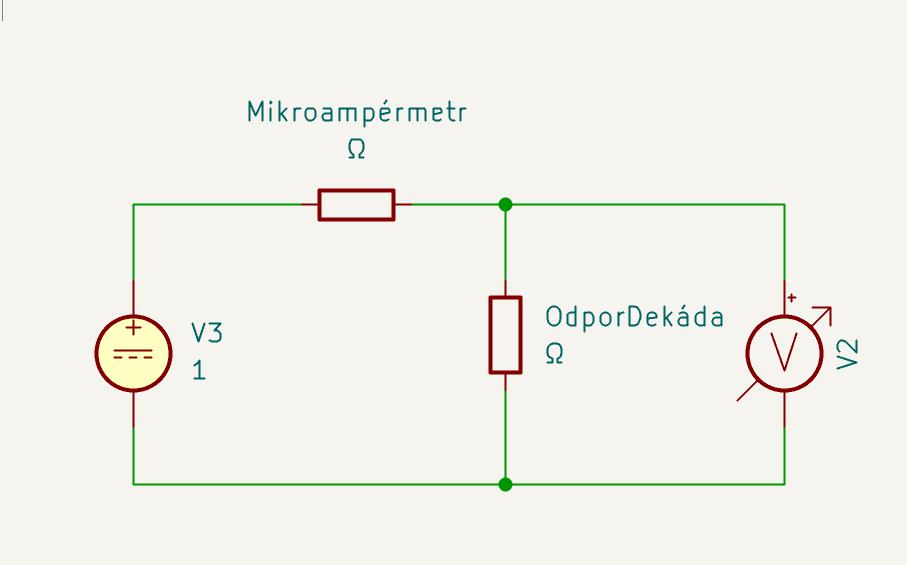 Mikroampérmetr
Ω
V3
1
OdporDekáda
Ω
V
V2